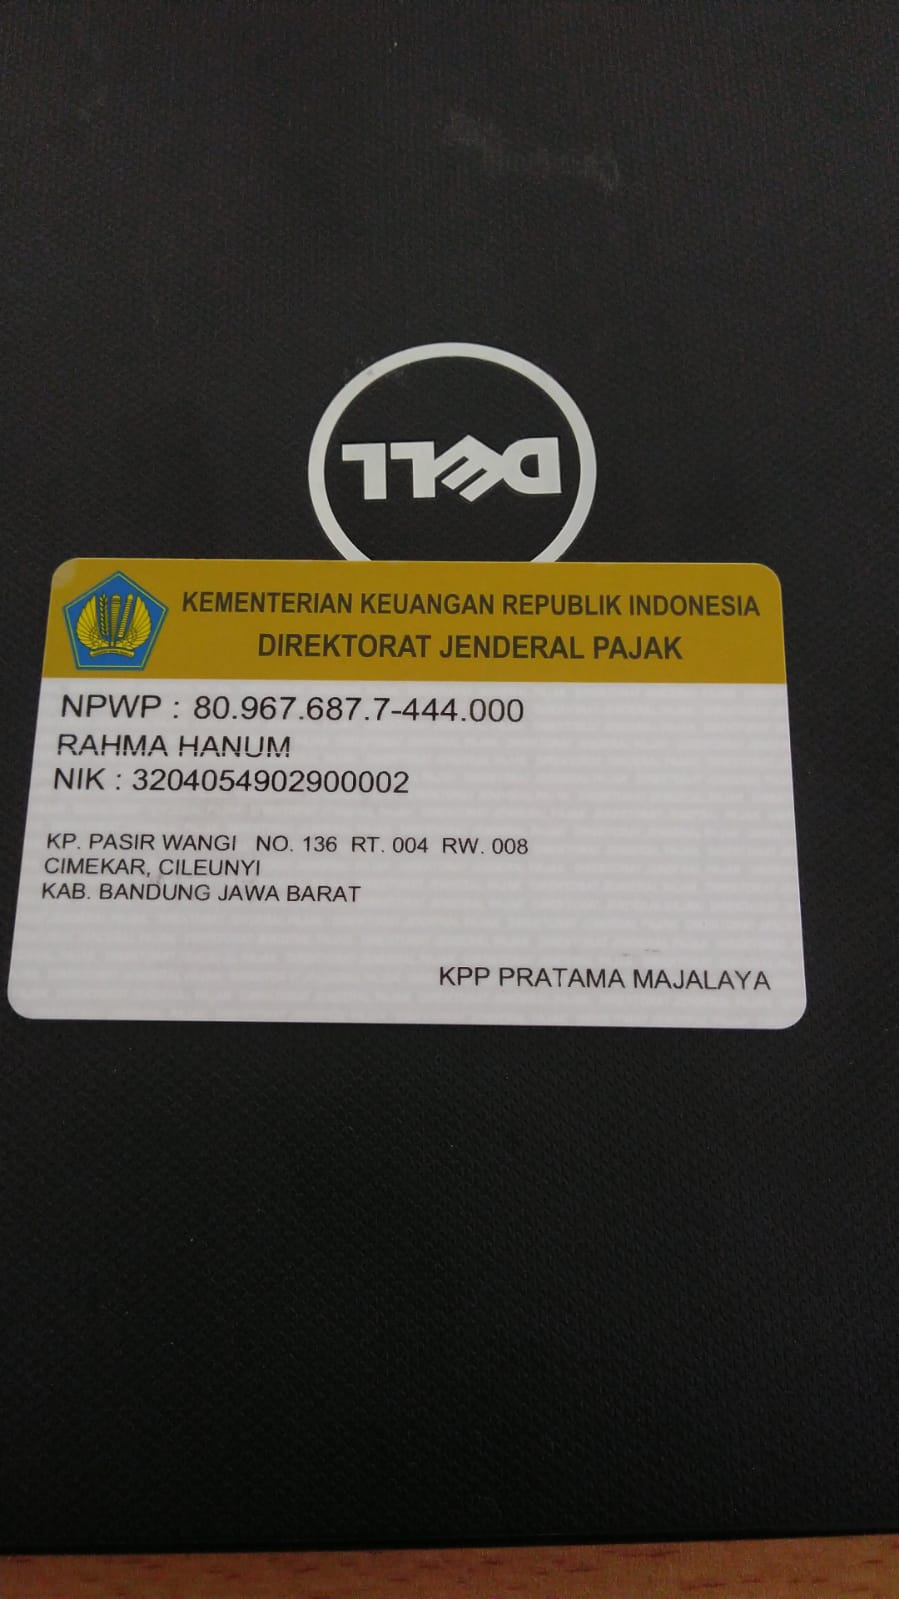 DELL
KEMENTERIAN KEUANGAN REPUBLIK INDONESIA
DIREKTORAT JENDERAL PAJAK
NPWP : 80.967.687.7-444.000
RAHMA HANUM
NIK : 3204054902900002
KP. PASIR WANGI NO. 136 RT. 004 RW. 008
CIMEKAR, CILEUNYI
KAB. BANDUNG JAWA BARAT
KPP PRATAMA MAJALAYA